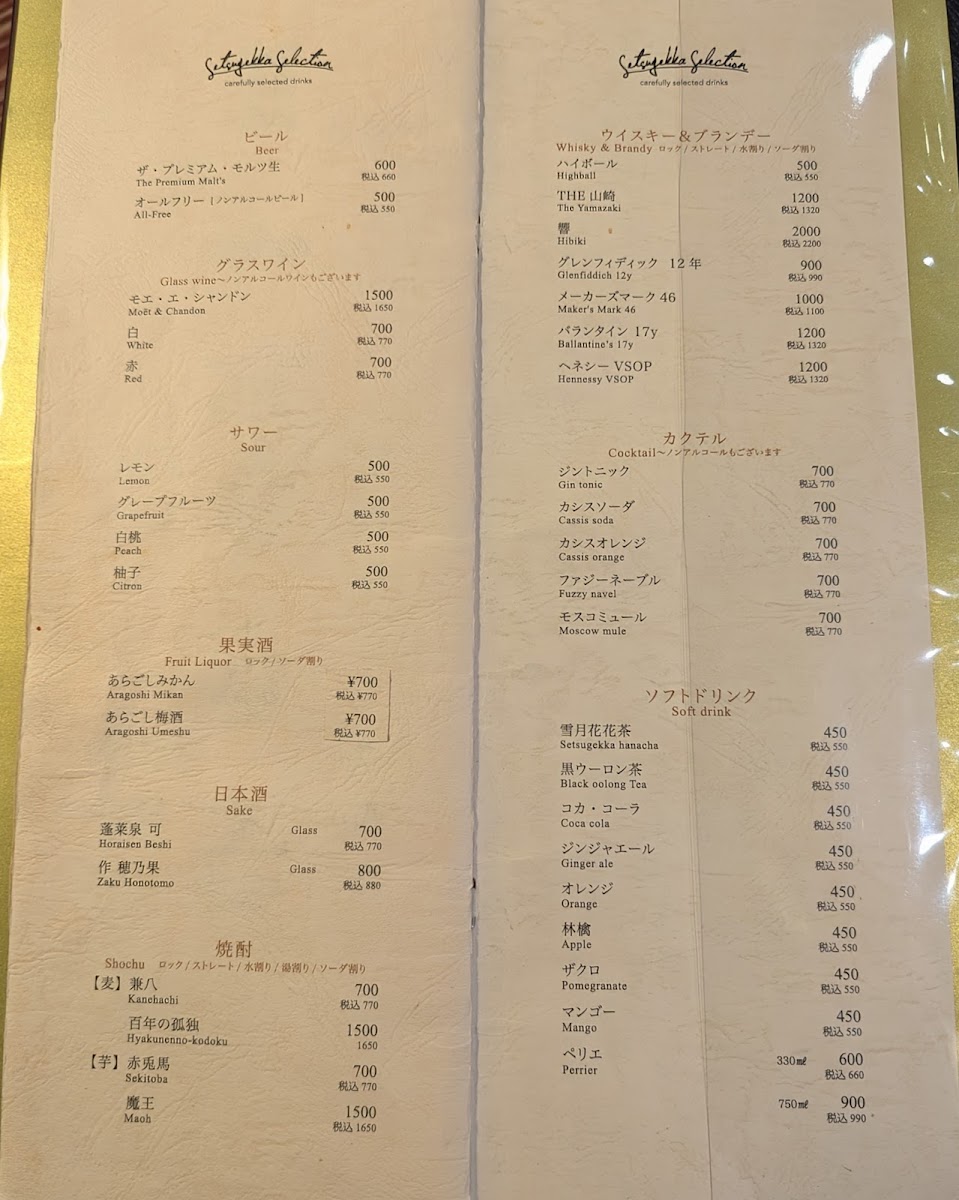 Setsugekka Selection
carefully selected drinks
ビール
Beer
ザ・プレミアム・モルツ生 600
The Premium Malt's 税込 660
オールフリー [ノンアルコールビール] 500
All-Free 税込 550
グラスワイン
Glass wine～ノンアルコールワインもございます
モエ・エ・シャンドン 1500
Moët & Chandon 税込 1650
白 700
White 税込 770
赤 700
Red 税込 770
サワー
Sour
レモン 500
Lemon 税込 550
グレープフルーツ 500
Grapefruit 税込 550
白桃 500
Peach 税込 550
柚子 500
Citron 税込 550
果実酒
Fruit Liquor ロック/ソーダ割り
あらごしみかん ¥700
Aragoshi Mikan 税込 ¥770
あらごし梅酒 ¥700
Aragoshi Umeshu 税込 ¥770
日本酒
Sake
蓬莱泉 可 Glass 700
Horaisen Beshi 税込 770
作 穂乃果 Glass 800
Zaku Honotomo 税込 880
焼酎
Shochu ロック/ストレート/水割り/湯割り/ソーダ割り
【麦】兼八 700
Kanehachi 税込 770
百年の孤独 1500
Hyakunenno-kodoku 1650
【芋】赤兎馬 700
Sekitoba 税込 770
魔王 1500
Maoh 税込 1650
Setsugekka Selection
carefully selected drinks
ウイスキー&ブランデー
Whisky & Brandy ロック/ストレート/水割り/ソーダ割り
ハイボール 500
Highball 税込 550
THE 山崎 1200
The Yamazaki 税込 1320
響 2000
Hibiki 税込 2200
グレンフィディック 12年 900
Glenfiddich 12y 税込 990
メーカーズマーク 46 1000
Maker's Mark 46 税込 1100
バランタイン 17y 1200
Ballantine's 17y 税込 1320
ヘネシー VSOP 1200
Hennessy VSOP 税込 1320
カクテル
Cocktail～ノンアルコールもございます
ジントニック 700
Gin tonic 税込 770
カシスソーダ 700
Cassis soda 税込 770
カシスオレンジ 700
Cassis orange 税込 770
ファジーネーブル 700
Fuzzy navel 税込 770
モスコミュール 700
Moscow mule 税込 770
ソフトドリンク
Soft drink
雪月花花茶 450
Setsugekka hanacha 税込 550
黒ウーロン茶 450
Black oolong Tea 税込 550
コカ・コーラ 450
Coca cola 税込 550
ジンジャエール 450
Ginger ale 税込 550
オレンジ 450
Orange 税込 550
林檎 450
Apple 税込 550
ザクロ 450
Pomegranate 税込 550
マンゴー 450
Mango 税込 550
ペリエ 330㎖ 600
Perrier 税込 660
750㎖ 900
税込 990